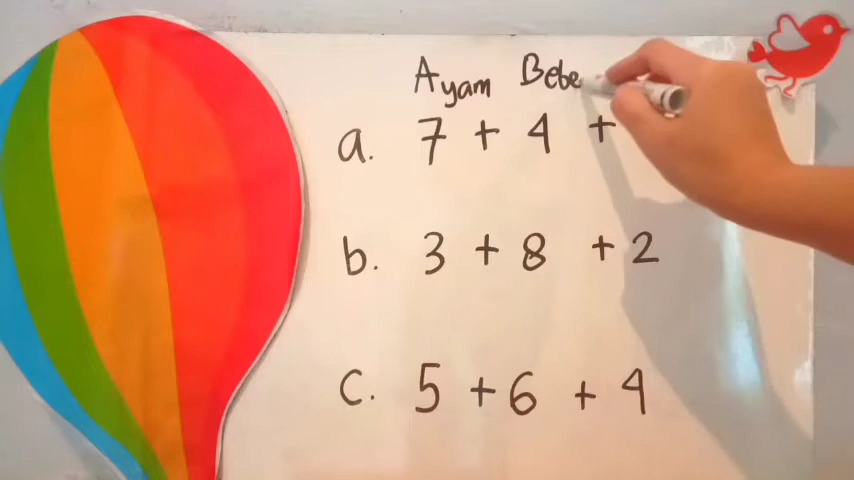 Ayam Bebe
a. 7 + 4 +
b. 3 + 8 + 2
C. 5 + 6 + 4